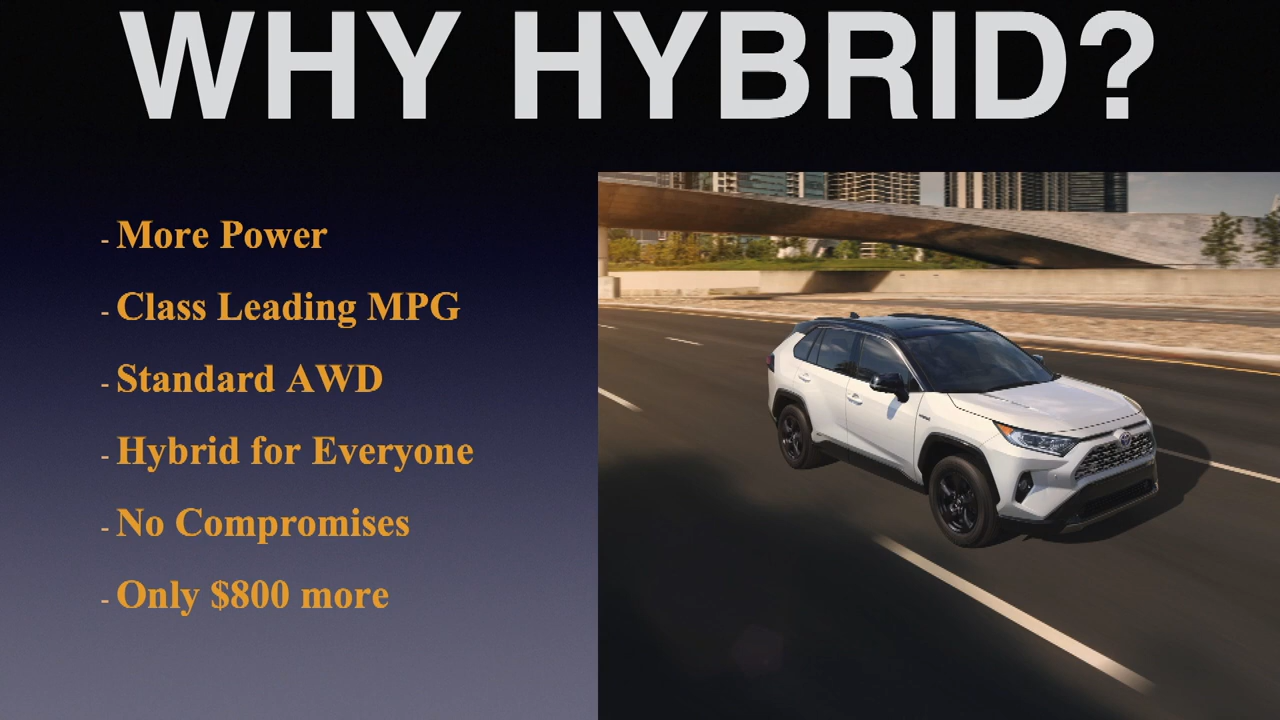 WHY HYBRID?
- More Power
- Class Leading MPG
- Standard AWD
- Hybrid for Everyone
- No Compromises
- Only $800 more